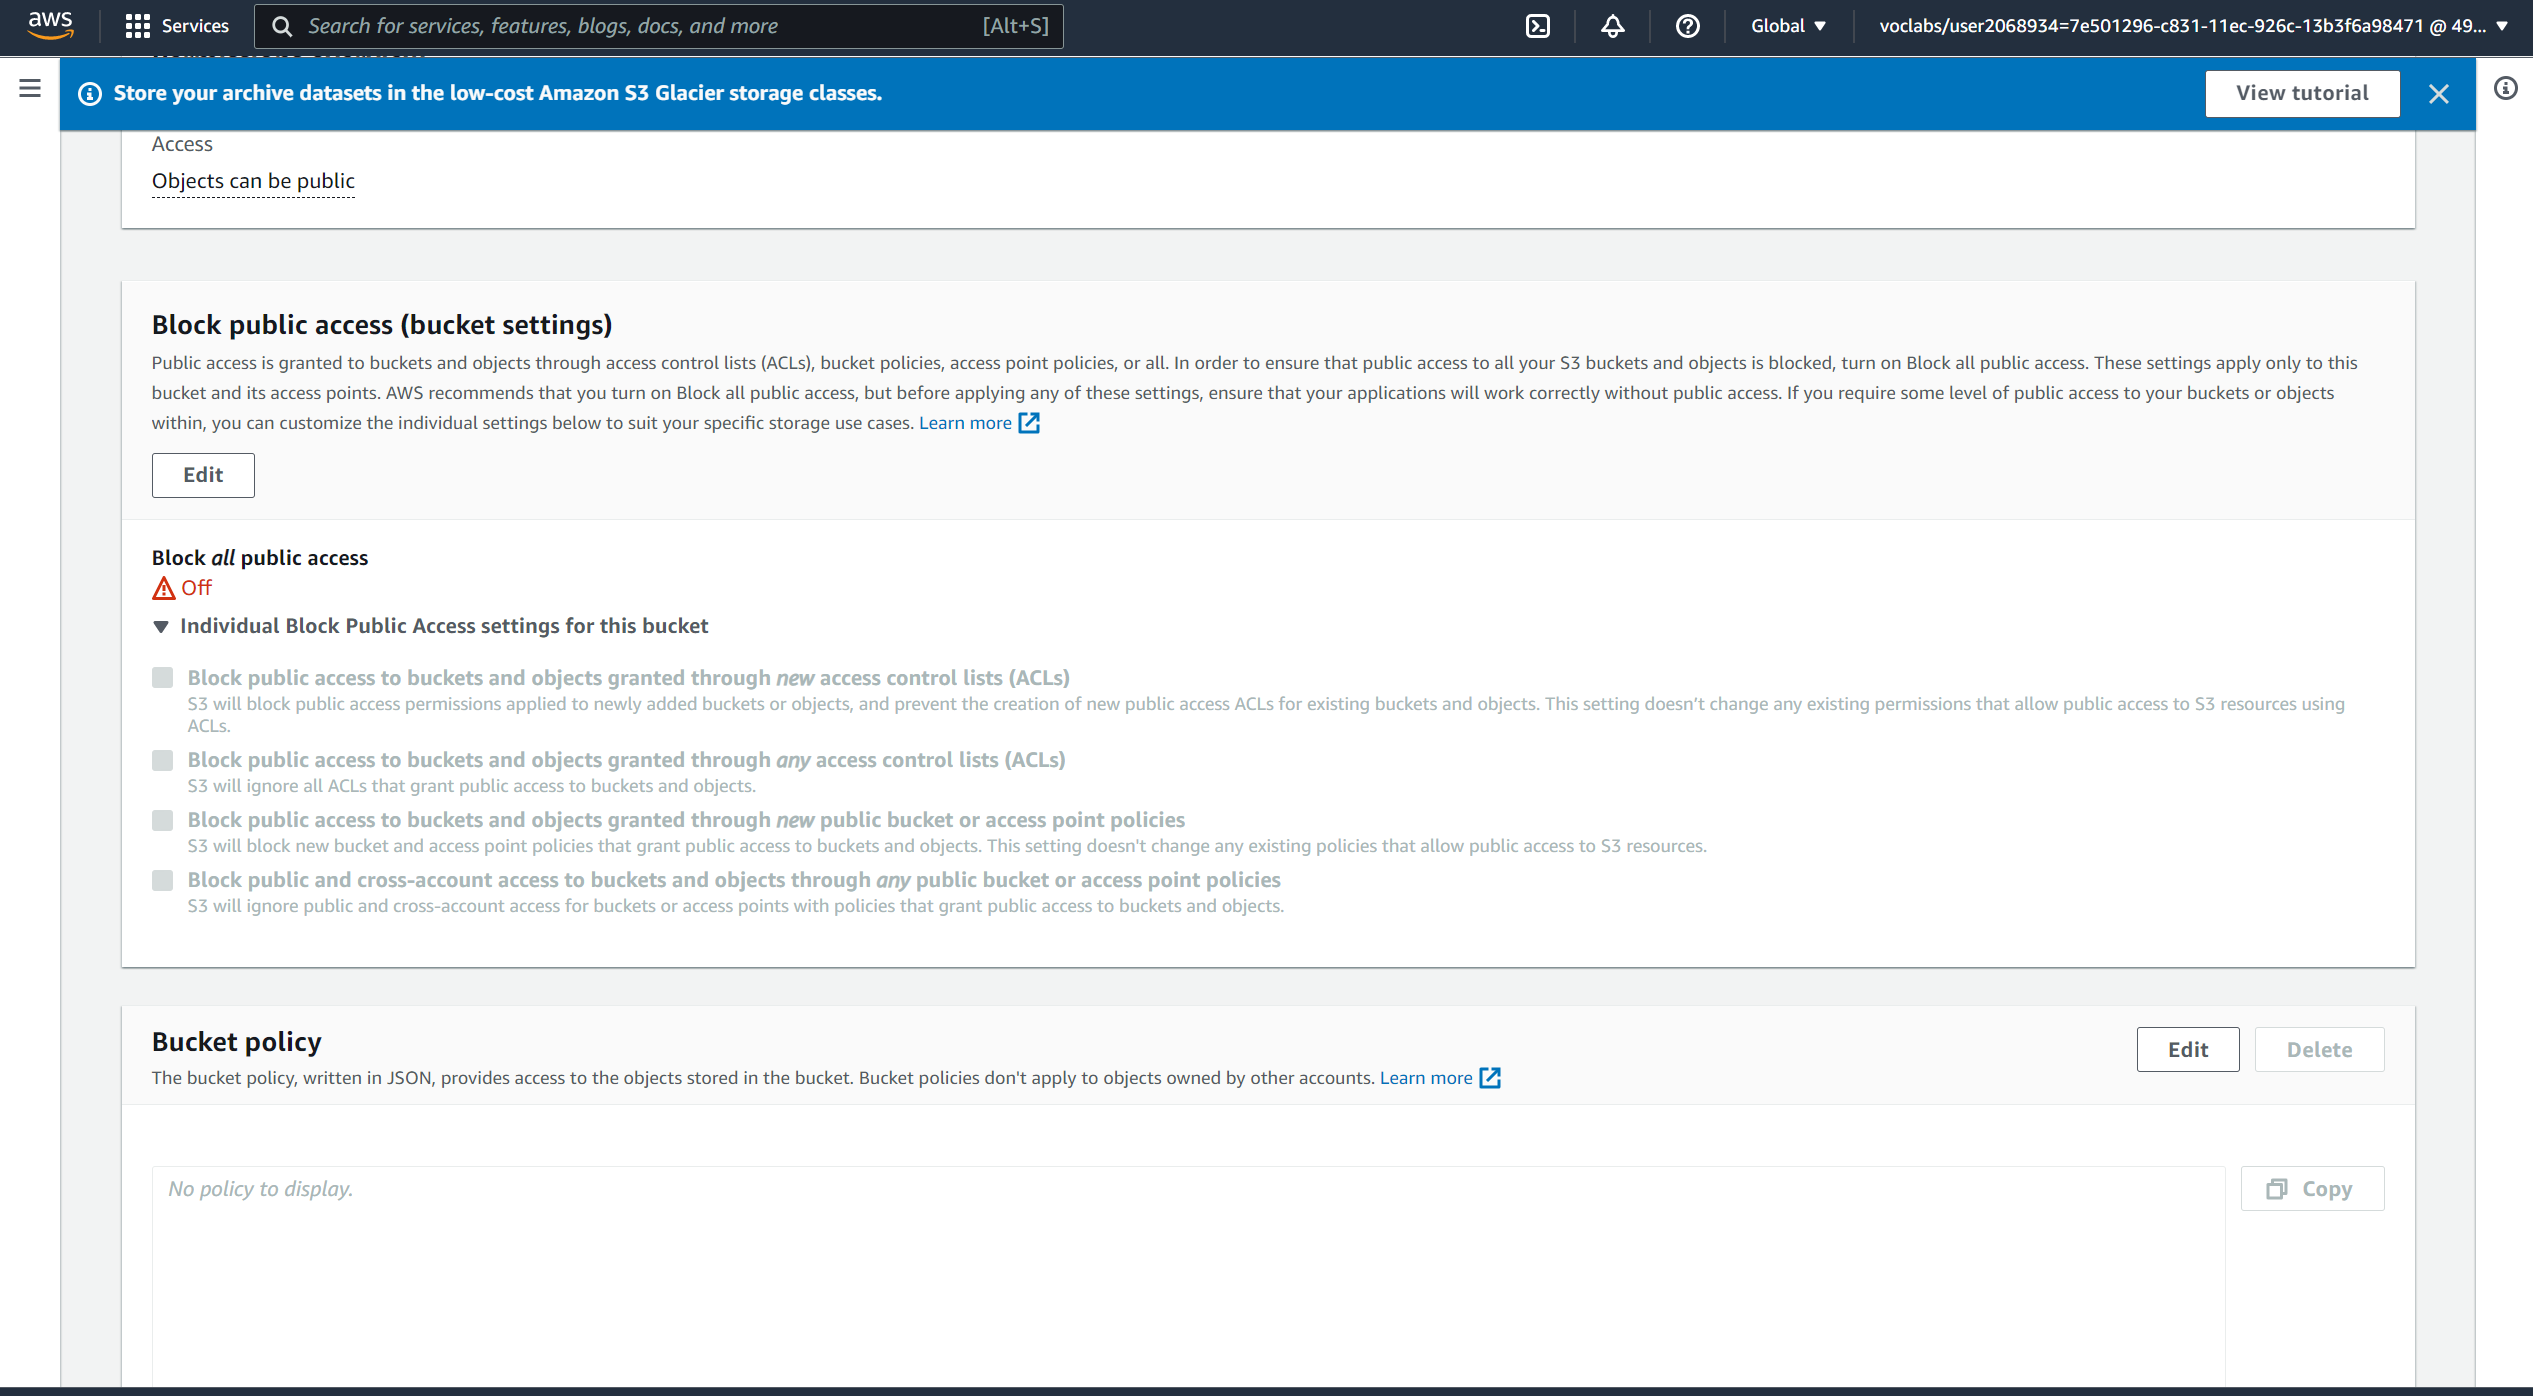 aws
Services
Search for services, features, blogs, docs, and more
[Alt+S]
Global
voclabs/user2068934=7e501296-c831-11ec-926c-13b3f6a98471 @ 49...
Store your archive datasets in the low-cost Amazon S3 Glacier storage classes.
View tutorial
Access
Objects can be public
Block public access (bucket settings)
Public access is granted to buckets and objects through access control lists (ACLs), bucket policies, access point policies, or all. In order to ensure that public access to all your S3 buckets and objects is blocked, turn on Block all public access. These settings apply only to this
bucket and its access points. AWS recommends that you turn on Block all public access, but before applying any of these settings, ensure that your applications will work correctly without public access. If you require some level of public access to your buckets or objects
within, you can customize the individual settings below to suit your specific storage use cases. Learn more
Edit
Block all public access
Off
Individual Block Public Access settings for this bucket
Block public access to buckets and objects granted through new access control lists (ACLs)
S3 will block public access permissions applied to newly added buckets or objects, and prevent the creation of new public access ACLs for existing buckets and objects. This setting doesn't change any existing permissions that allow public access to S3 resources using
ACLs.
Block public access to buckets and objects granted through any access control lists (ACLs)
S3 will ignore all ACLs that grant public access to buckets and objects.
Block public access to buckets and objects granted through new public bucket or access point policies
S3 will block new bucket and access point policies that grant public access to buckets and objects. This setting doesn't change any existing policies that allow public access to S3 resources.
Block public and cross-account access to buckets and objects through any public bucket or access point policies
S3 will ignore public and cross-account access for buckets or access points with policies that grant public access to buckets and objects.
Bucket policy
Edit
Delete
The bucket policy, written in JSON, provides access to the objects stored in the bucket. Bucket policies don't apply to objects owned by other accounts. Learn more
No policy to display.
Copy